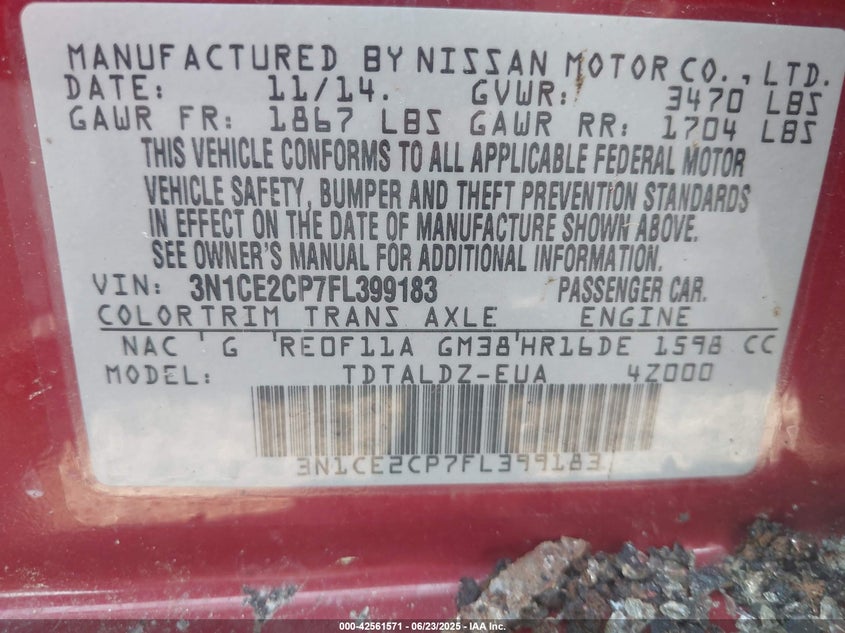 MANUFACTURED BY NISSAN MOTOR CO., LTD.
DATE: 11/14. GVWR: 3470 LBS
GAWR FR: 1867 LBS GAWR RR: 1704 LBS
THIS VEHICLE CONFORMS TO ALL APPLICABLE FEDERAL MOTOR
VEHICLE SAFETY, BUMPER AND THEFT PREVENTION STANDARDS
IN EFFECT ON THE DATE OF MANUFACTURE SHOWN ABOVE.
SEE OWNER'S MANUAL FOR ADDITIONAL INFORMATION.
VIN: 3N1CE2CP7FL399183 PASSENGER CAR.
COLOR TRIM TRANS AXLE ENGINE
NAC ' G 'RE0F11A GM38'HR16DE 1598 CC
MODEL: TDTALDZ-EUA 4Z000
3N1CE2CP7FL399183
000-42561571 - 06/23/2025 - IAA Inc.